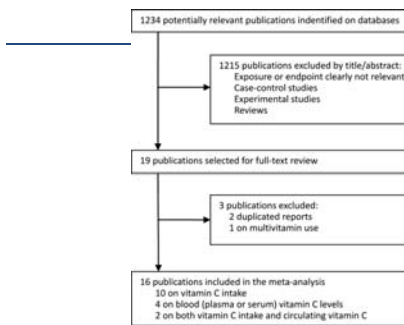 1234 potentially relevant publications indentified on databases
1215 publications excluded by title/abstract:
Exposure or endpoint clearly not relevant
Case-control studies
Experimental studies
Reviews
19 publications selected for full-text review
3 publications excluded:
2 duplicated reports
1 on multivitamin use
16 publications included in the meta-analysis
10 on vitamin C intake
4 on blood (plasma or serum) vitamin C levels
2 on both vitamin C intake and circulating vitamin C